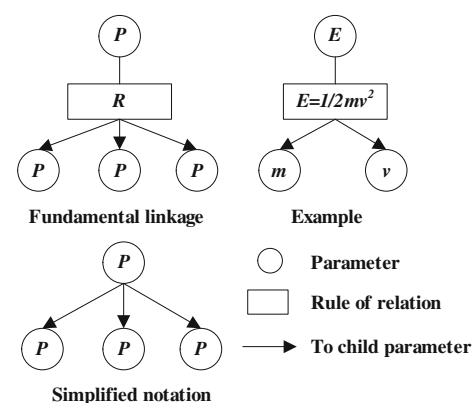 P
E
R
E=1/2mv²
P P P
m v
Fundamental linkage
Example
P
P P P
Simplified notation
Parameter
Rule of relation
To child parameter